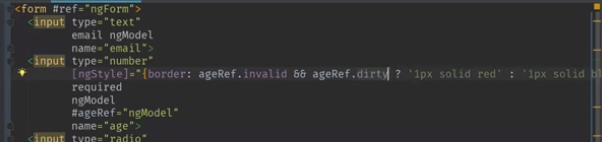 <form #ref="ngForm">
<input type="text"
email ngModel
name="email">
<input type="number"
[ngStyle]="{border: ageRef.invalid && ageRef.dirty ? '1px solid red' : '1px solid bl
required
ngModel
#ageRef="ngModel"
name="age">
<input type="radio"